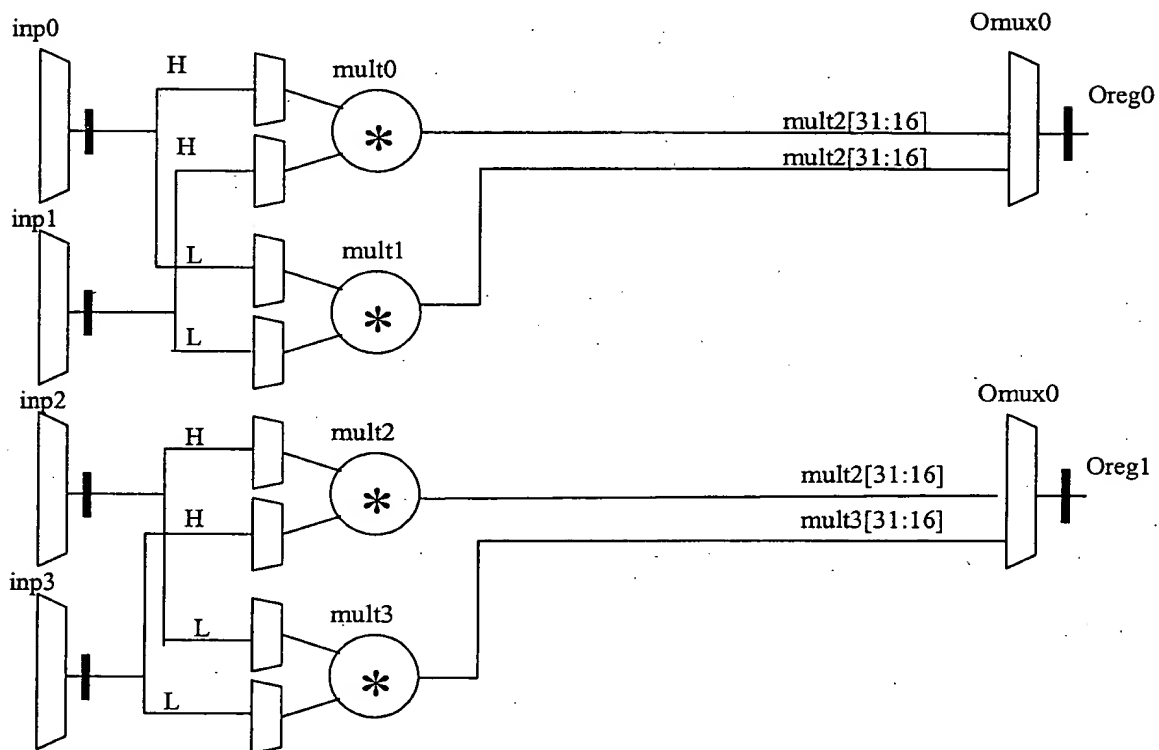 inp0
Omux0
H
mult0
Oreg0
mult2[31:16]
H
*
mult2[31:16]
inp1
L
mult1
*
L
inp2
Omux0
H
mult2
Oreg1
mult2[31:16]
H
*
mult3[31:16]
inp3
L
mult3
*
L